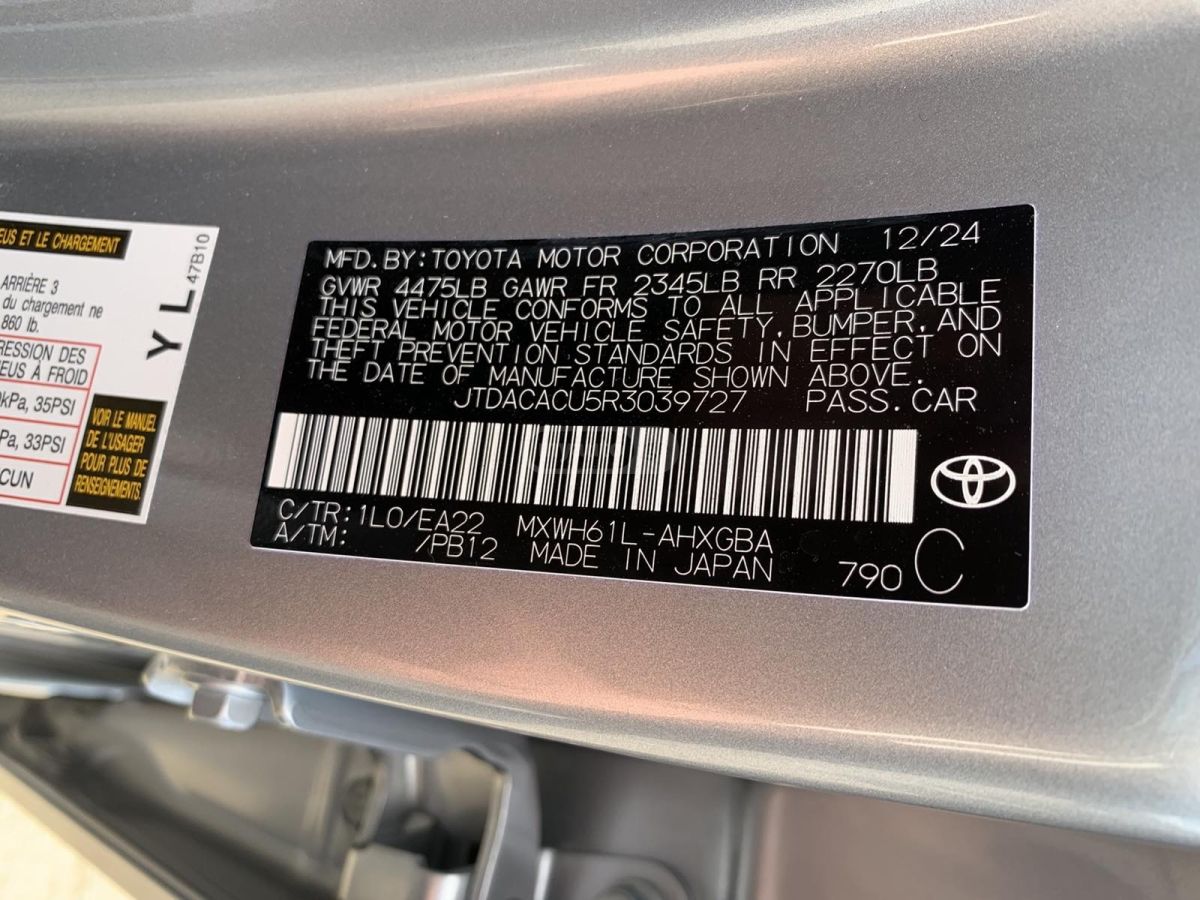 EUS ET LE CHARGEMENT
ARRIÈRE 3
du chargement ne
860 lb.
RESSION DES
EUS À FROID
kPa, 35PSI
Pa, 33PSI
CUN
VOIR LE MANUEL
DE L'USAGER
POUR PLUS DE
RENSEIGNEMENTS.
Y L 47B10
MFD. BY: TOYOTA MOTOR CORPORATION 12/24
GVWR 4475LB GAWR FR 2345LB RR 2270LB
THIS VEHICLE CONFORMS TO ALL APPLICABLE
FEDERAL MOTOR VEHICLE SAFETY, BUMPER, AND
THEFT PREVENTION STANDARDS IN EFFECT ON
THE DATE OF MANUFACTURE SHOWN ABOVE.
JTDACACU5R3039727 PASS. CAR
C/TR: 1L0/EA22 MXWH61L-AHXGBA
A/TM: /PB12 MADE IN JAPAN 790 C